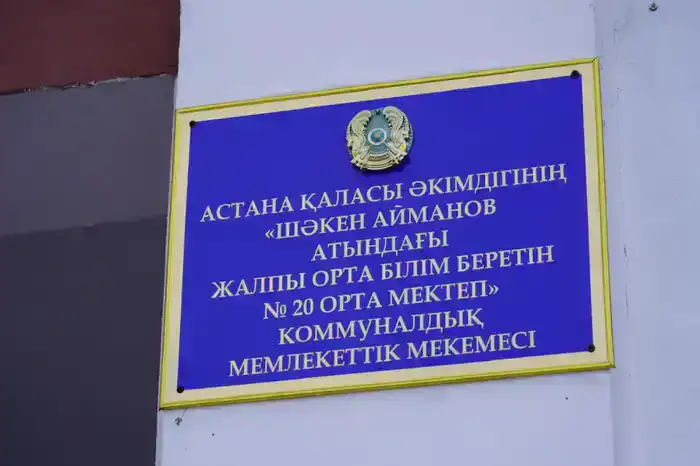 АСТАНА ҚАЛАСЫ ӘКІМДІГІНІҢ
«ШӘКЕН АЙМАНОВ
АТЫНДАҒЫ
ЖАЛПЫ ОРТА БІЛІМ БЕРЕТІН
№ 20 ОРТА МЕКТЕП»
КОММУНАЛДЫҚ
МЕМЛЕКЕТТІК МЕКЕМЕСІ